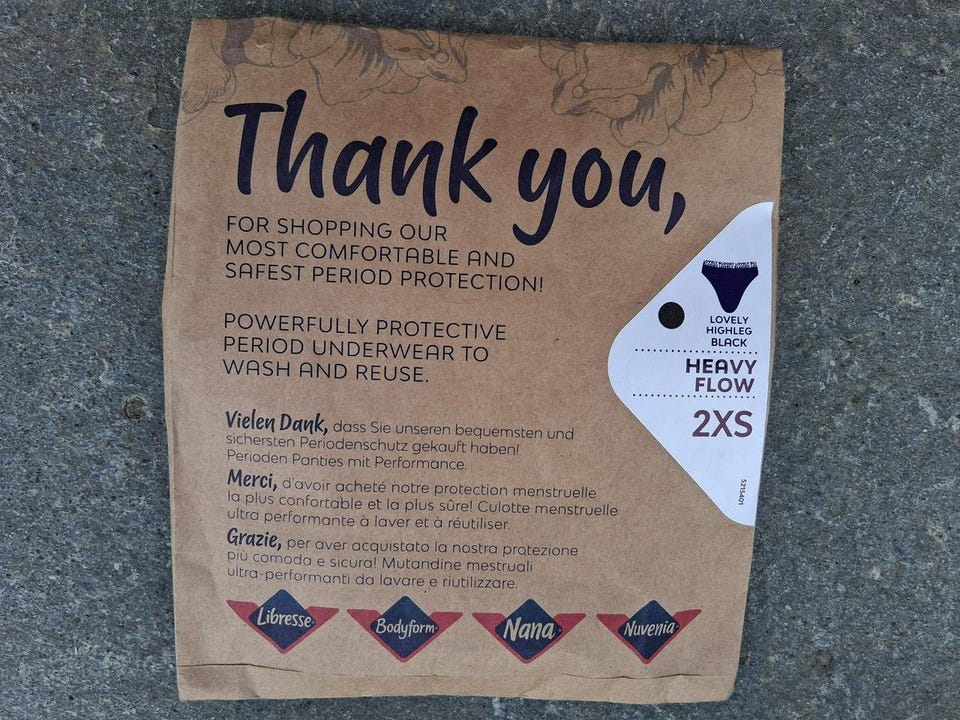 Thank you,
FOR SHOPPING OUR
MOST COMFORTABLE AND
SAFEST PERIOD PROTECTION!
POWERFULLY PROTECTIVE
PERIOD UNDERWEAR TO
WASH AND REUSE.
Vielen Dank, dass Sie unseren bequemsten und
sichersten Periodenschutz gekauft haben!
Perioden Panties mit Performance.
Merci, d'avoir acheté notre protection menstruelle
la plus confortable et la plus sûre! Culotte menstruelle
ultra performante à laver et à réutiliser.
Grazie, per aver acquistato la nostra protezione
più comoda e sicura! Mutandine mestruali
ultra-performanti da lavare e riutilizzare.
Libresse
Bodyform
Nana
Nuvenia
LOVELY
HIGHLEG
BLACK
HEAVY
FLOW
2XS
5215401